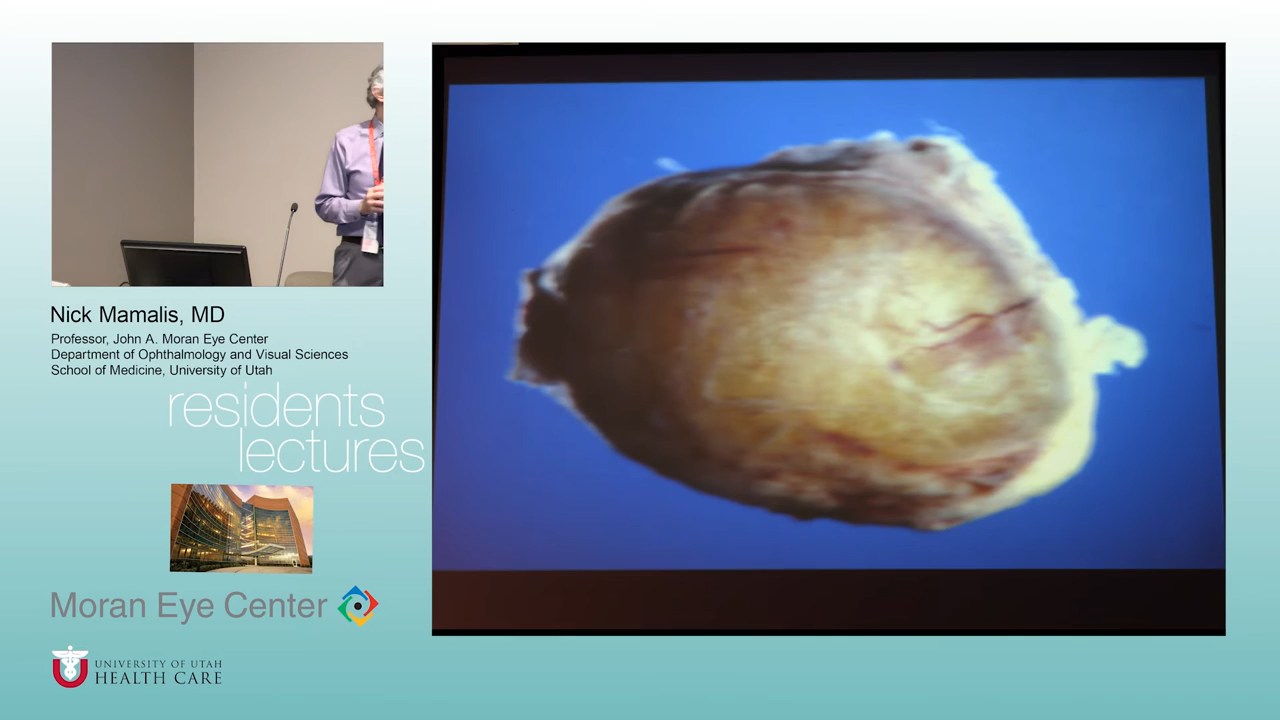 Nick Mamalis, MD
Professor, John A. Moran Eye Center
Department of Ophthalmology and Visual Sciences
School of Medicine, University of Utah
residents
lectures
Moran Eye Center
UNIVERSITY OF UTAH
HEALTH CARE